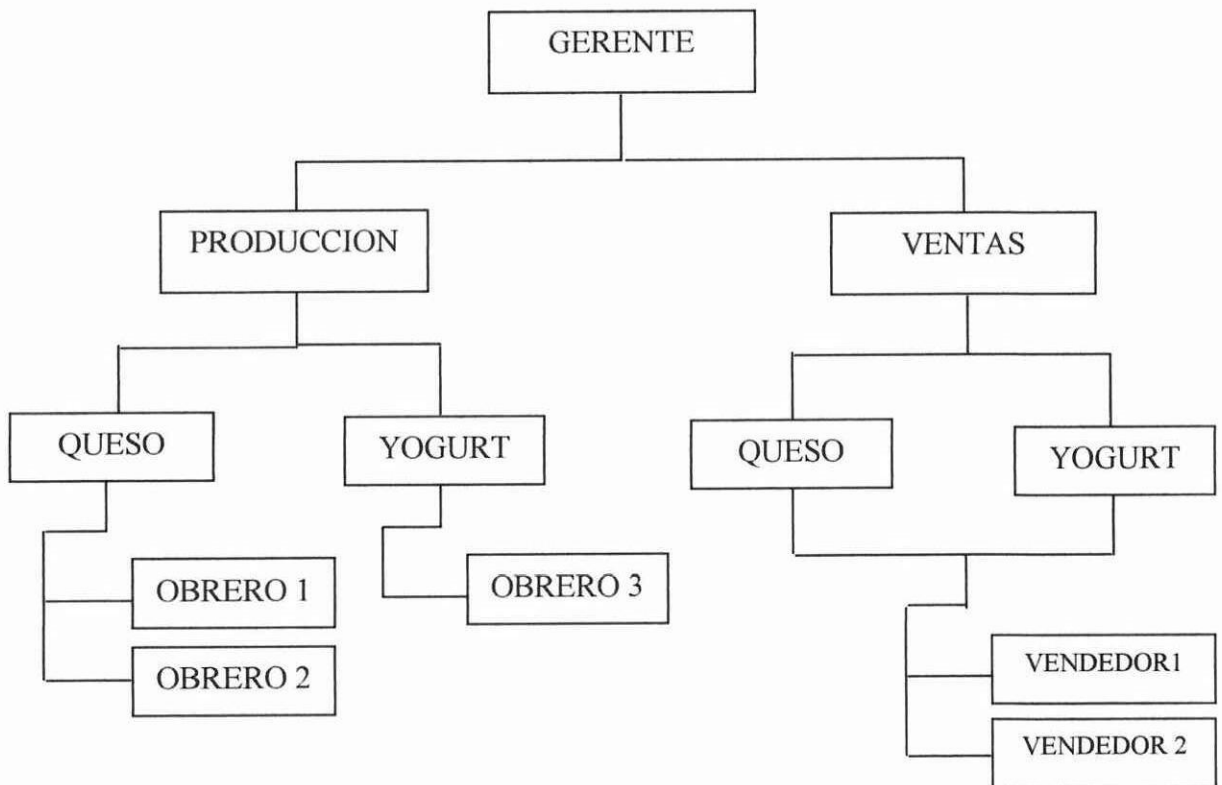 GERENTE
PRODUCCION
VENTAS
QUESO
YOGURT
QUESO
YOGURT
OBRERO 1
OBRERO 2
OBRERO 3
VENDEDOR1
VENDEDOR 2